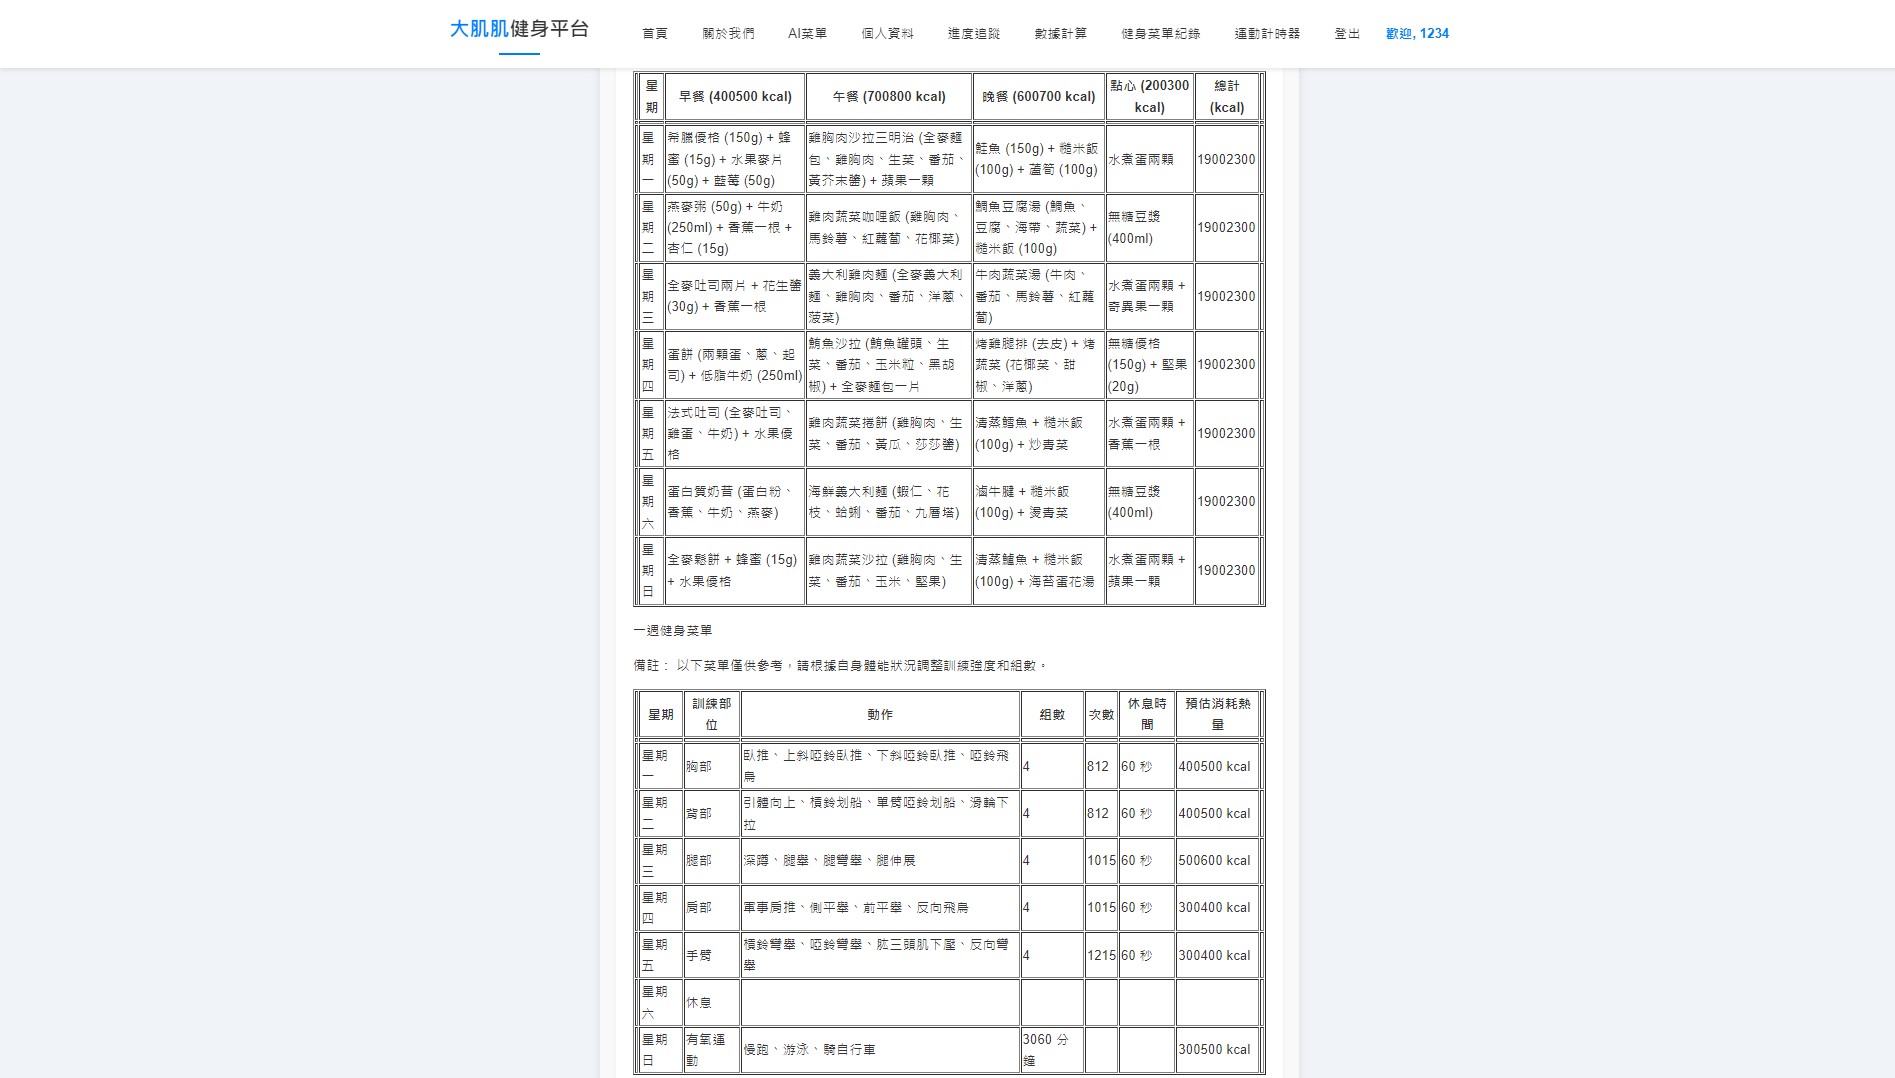 大肌肌健身平台 首頁 關於我們 AI菜單 個人資料 進度追蹤 數據計算 健身菜單紀錄 運動計時器 登出 歡迎, 1234
星期 早餐 (400500 kcal) 午餐 (700800 kcal) 晚餐 (600700 kcal) 點心 (200300 kcal) 總計 (kcal)
星期一 希臘優格 (150g) + 蜂蜜 (15g) + 水果麥片 (50g) + 藍莓 (50g) 雞胸肉沙拉三明治 (全麥麵包、雞胸肉、生菜、番茄、黃芥末醬) + 蘋果一顆 鮭魚 (150g) + 糙米飯 (100g) + 蘆筍 (100g) 水煮蛋兩顆 19002300
星期二 燕麥粥 (50g) + 牛奶 (250ml) + 香蕉一根 + 杏仁 (15g) 雞肉蔬菜咖哩飯 (雞胸肉、馬鈴薯、紅蘿蔔、花椰菜) 鯛魚豆腐湯 (鯛魚、豆腐、海帶、蔬菜) + 糙米飯 (100g) 無糖豆漿 (400ml) 19002300
星期三 全麥吐司兩片 + 花生醬 (30g) + 香蕉一根 義大利雞肉麵 (全麥義大利麵、雞胸肉、番茄、洋蔥、菠菜) 牛肉蔬菜湯 (牛肉、番茄、馬鈴薯、紅蘿蔔) 水煮蛋兩顆 + 奇異果一顆 19002300
星期四 蛋餅 (兩顆蛋、蔥、起司) + 低脂牛奶 (250ml) 鮪魚沙拉 (鮪魚罐頭、生菜、番茄、玉米粒、黑胡椒) + 全麥麵包一片 烤雞腿排 (去皮) + 烤蔬菜 (花椰菜、甜椒、洋蔥) 無糖優格 (150g) + 堅果 (20g) 19002300
星期五 法式吐司 (全麥吐司、雞蛋、牛奶) + 水果優格 雞肉蔬菜捲餅 (雞胸肉、生菜、番茄、黃瓜、莎莎醬) 清蒸鱈魚 + 糙米飯 (100g) + 炒青菜 水煮蛋兩顆 + 香蕉一根 19002300
星期六 蛋白質奶昔 (蛋白粉、香蕉、牛奶、燕麥) 海鮮義大利麵 (蝦仁、花枝、蛤蜊、番茄、九層塔) 滷牛腱 + 糙米飯 (100g) + 燙青菜 無糖豆漿 (400ml) 19002300
星期日 全麥鬆餅 + 蜂蜜 (15g) + 水果優格 雞肉蔬菜沙拉 (雞胸肉、生菜、番茄、玉米、堅果) 清蒸鱸魚 + 糙米飯 (100g) + 海苔蛋花湯 水煮蛋兩顆 + 蘋果一顆 19002300
一週健身菜單
備註： 以下菜單僅供參考，請根據自身體能狀況調整訓練強度和組數。
星期 訓練部位 動作 組數 次數 休息時間 預估消耗熱量
星期一 胸部 臥推、上斜啞鈴臥推、下斜啞鈴臥推、啞鈴飛鳥 4 812 60 秒 400500 kcal
星期二 背部 引體向上、槓鈴划船、單臂啞鈴划船、滑輪下拉 4 812 60 秒 400500 kcal
星期三 腿部 深蹲、腿舉、腿彎舉、腿伸展 4 1015 60 秒 500600 kcal
星期四 肩部 軍事肩推、側平舉、前平舉、反向飛鳥 4 1015 60 秒 300400 kcal
星期五 手臂 槓鈴彎舉、啞鈴彎舉、肱三頭肌下壓、反向彎舉 4 1215 60 秒 300400 kcal
星期六 休息
星期日 有氧運動 慢跑、游泳、騎自行車 3060 分鐘 300500 kcal